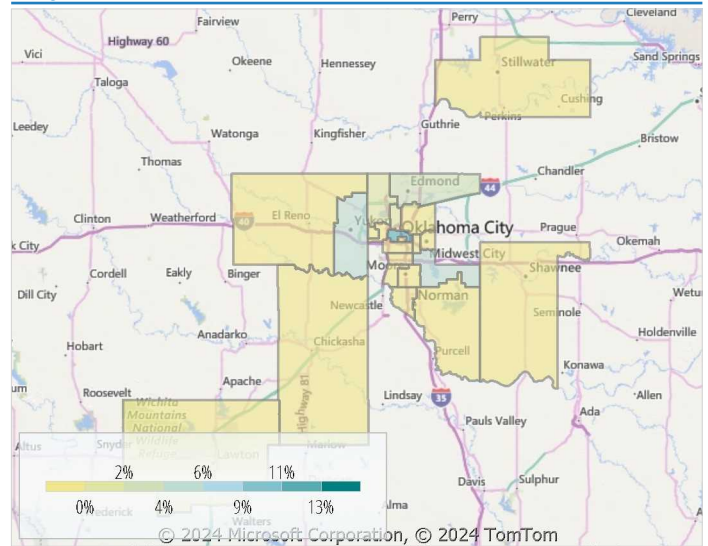 Perry
Cleveland
Fairview
Highway 60
Vici
Okeene
Hennessey
Stillwater
Sand Springs
Taloga
Cushing
Leedey
Watonga
Kingfisher
Guthrie
Perkins
Bristow
Thomas
Chandler
Edmond
44
Clinton
Weatherford
40
El Reno
Yukon
Oklahoma City
Prague
Okemah
k City
Midwest City
Cordell
Eakly
Binger
Shawnee
Dill City
Newcastle
Norman
Seminole
Wetu
Anadarko
Chickasha
Holdenville
Hobart
Purcell
Apache
Konawa
um
Roosevelt
Wichita
Mountains
National
Wildlife
Refuge
Highway 81
Lindsay
35
Allen
Pauls Valley
Ada
Altus
Snyder
Lawton
Marlow
2%
6%
11%
0%
4%
9%
13%
Davis
Sulphur
Frederick
Walters
Alma
© 2024 Microsoft Corporation, © 2024 TomTom